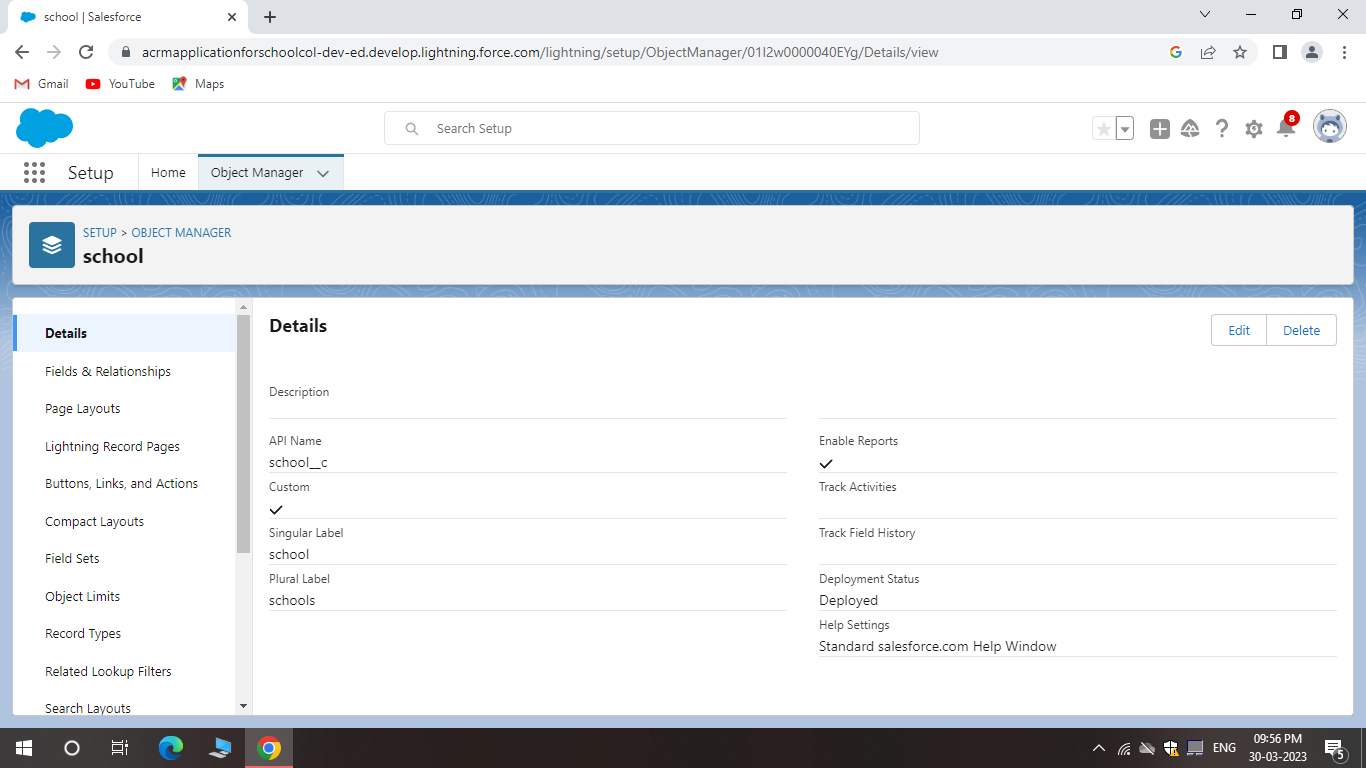 school | Salesforce
acrmapplicationforschoolcol-dev-ed.develop.lightning.force.com/lightning/setup/ObjectManager/01I2w0000040EYg/Details/view
Gmail YouTube Maps
Search Setup
8
Setup Home Object Manager
SETUP > OBJECT MANAGER
school
Details
Fields & Relationships
Page Layouts
Lightning Record Pages
Buttons, Links, and Actions
Compact Layouts
Field Sets
Object Limits
Record Types
Related Lookup Filters
Search Layouts
Details
Edit Delete
Description
API Name
school__c
Custom
Singular Label
school
Plural Label
schools
Enable Reports
Track Activities
Track Field History
Deployment Status
Deployed
Help Settings
Standard salesforce.com Help Window
ENG
09:56 PM
30-03-2023
5